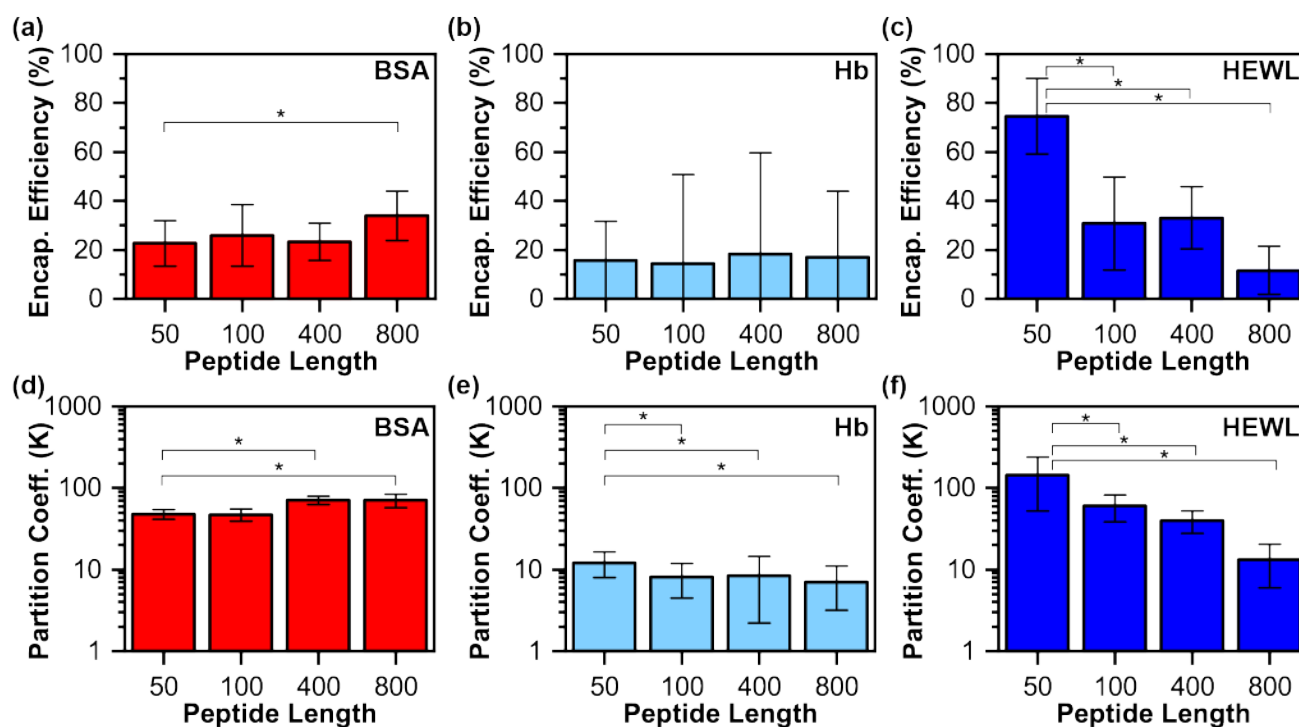 (a)
BSA
Encap. Efficiency (%)
100
80
60
40
20
0
*
50 100 400 800
Peptide Length
(b)
Hb
Encap. Efficiency (%)
100
80
60
40
20
0
50 100 400 800
Peptide Length
(c)
HEWL
Encap. Efficiency (%)
100
80
60
40
20
0
*
*
*
50 100 400 800
Peptide Length
(d)
BSA
Partition Coeff. (K)
1000
100
10
1
*
*
50 100 400 800
Peptide Length
(e)
Hb
Partition Coeff. (K)
1000
100
10
1
*
*
*
50 100 400 800
Peptide Length
(f)
HEWL
Partition Coeff. (K)
1000
100
10
1
*
*
*
50 100 400 800
Peptide Length